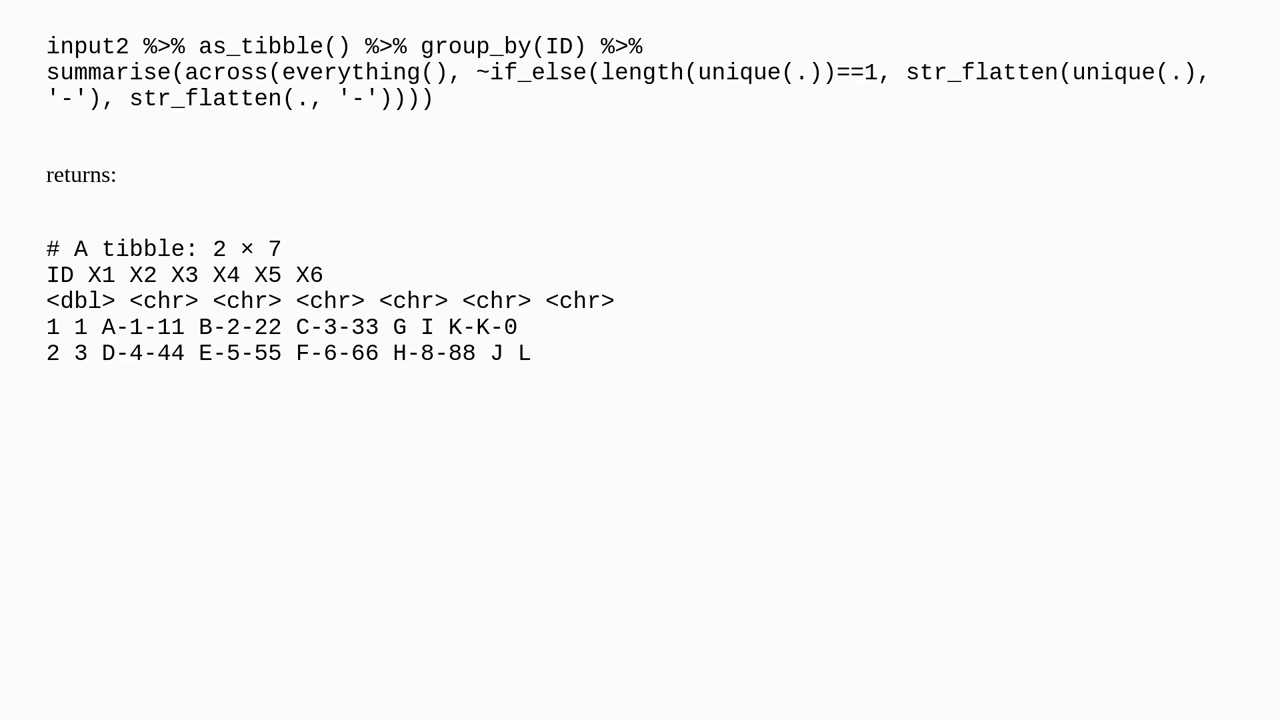 input2 %>% as_tibble() %>% group_by(ID) %>%
summarise(across(everything(), ~if_else(length(unique(.))==1, str_flatten(unique(.),
'-'), str_flatten(., '-'))))
returns:
# A tibble: 2 × 7
ID X1 X2 X3 X4 X5 X6
<dbl> <chr> <chr> <chr> <chr> <chr> <chr>
1 1 A-1-11 B-2-22 C-3-33 G I K-K-0
2 3 D-4-44 E-5-55 F-6-66 H-8-88 J L